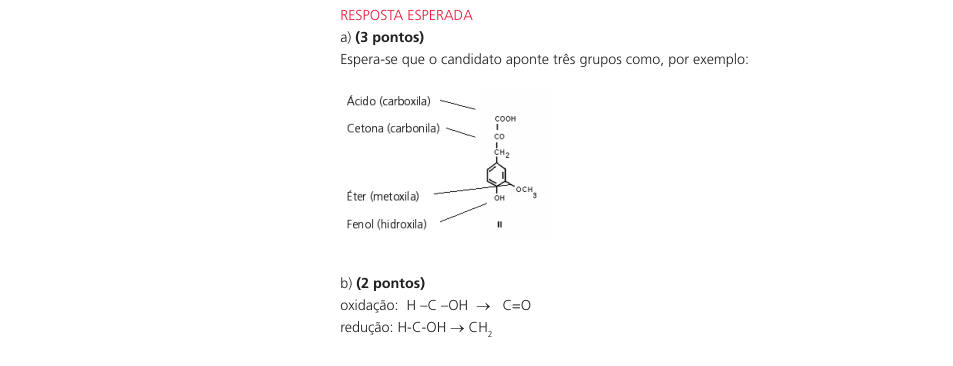 RESPOSTA ESPERADA
a) (3 pontos)
Espera-se que o candidato aponte três grupos como, por exemplo:
Ácido (carboxila)
COOH
Cetona (carbonila)
CO
CH2
Éter (metoxila)
OCH3
OH
Fenol (hidroxila)
II
b) (2 pontos)
oxidação: H –C –OH → C=O
redução: H-C-OH → CH2